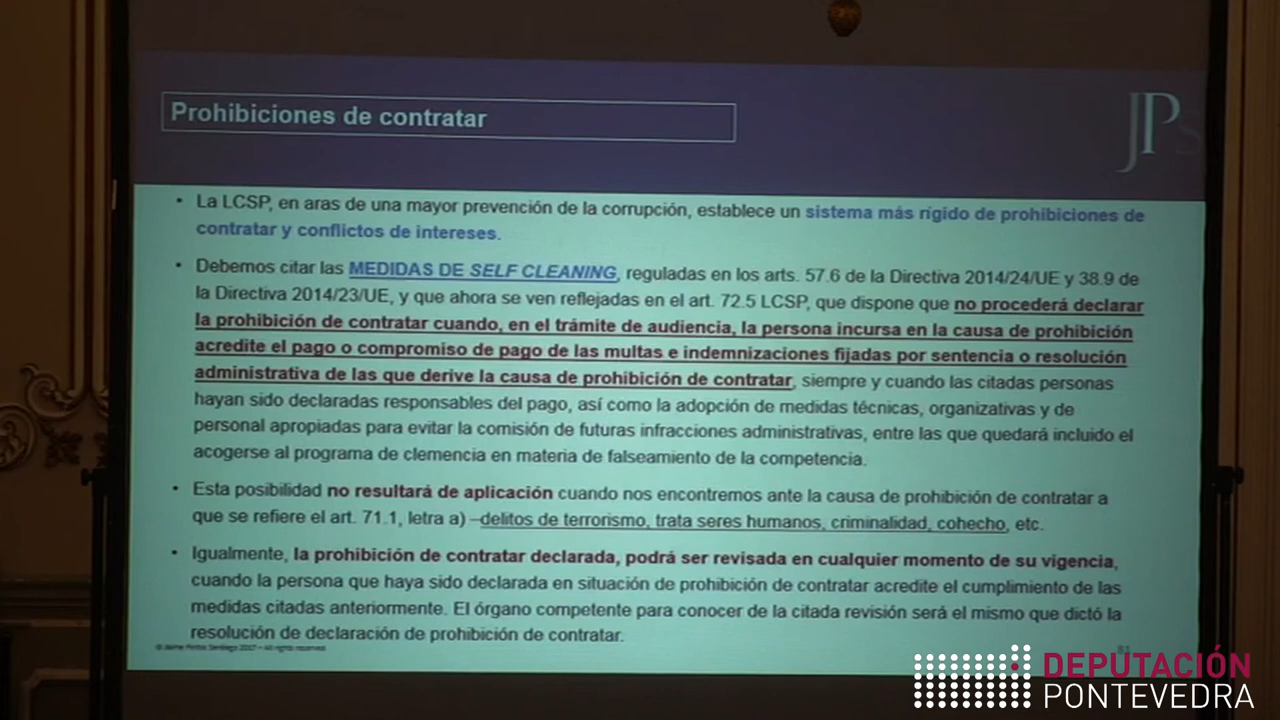 Prohibiciones de contratar
JPS
• La LCSP, en aras de una mayor prevención de la corrupción, establece un sistema más rígido de prohibiciones de
contratar y conflictos de intereses.
• Debemos citar las MEDIDAS DE SELF CLEANING, reguladas en los arts. 57.6 de la Directiva 2014/24/UE y 38.9 de
la Directiva 2014/23/UE, y que ahora se ven reflejadas en el art. 72.5 LCSP, que dispone que no procederá declarar
la prohibición de contratar cuando, en el trámite de audiencia, la persona incursa en la causa de prohibición
acredite el pago o compromiso de pago de las multas e indemnizaciones fijadas por sentencia o resolución
administrativa de las que derive la causa de prohibición de contratar, siempre y cuando las citadas personas
hayan sido declaradas responsables del pago, así como la adopción de medidas técnicas, organizativas y de
personal apropiadas para evitar la comisión de futuras infracciones administrativas, entre las que quedará incluido el
acogerse al programa de clemencia en materia de falseamiento de la competencia.
• Esta posibilidad no resultará de aplicación cuando nos encontremos ante la causa de prohibición de contratar a
que se refiere el art. 71.1, letra a) –delitos de terrorismo, trata seres humanos, criminalidad, cohecho, etc.
• Igualmente, la prohibición de contratar declarada, podrá ser revisada en cualquier momento de su vigencia,
cuando la persona que haya sido declarada en situación de prohibición de contratar acredite el cumplimiento de las
medidas citadas anteriormente. El órgano competente para conocer de la citada revisión será el mismo que dictó la
resolución de declaración de prohibición de contratar.
© Jaime Pintos Santiago 2017 – All rights reserved
DEPUTACIÓN
PONTEVEDRA